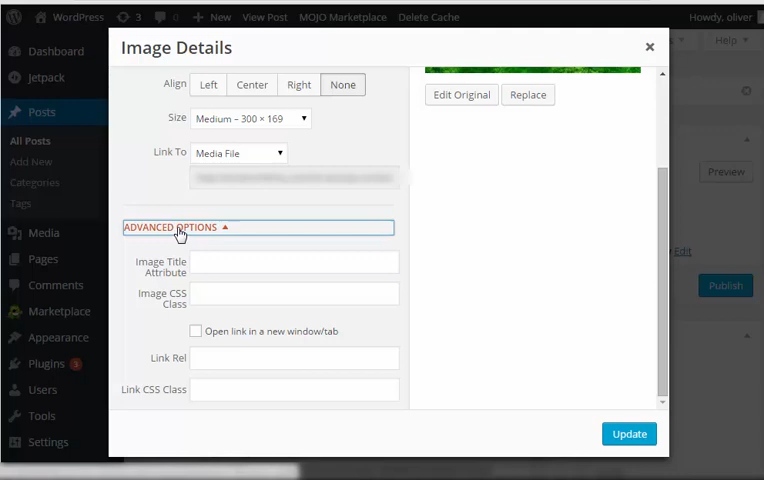 WordPress 3 0 + New View Post MOJO Marketplace Delete Cache Howdy, oliver
Help
Dashboard
Jetpack
Posts
All Posts
Add New
Categories
Tags
Media
Pages
Comments
Marketplace
Appearance
Plugins 3
Users
Tools
Settings
Image Details
Align Left Center Right None
Size Medium – 300 × 169
Link To Media File
ADVANCED OPTIONS
Image Title
Attribute
Image CSS
Class
Open link in a new window/tab
Link Rel
Link CSS Class
Edit Original Replace
Update
Preview
Edit
Publish